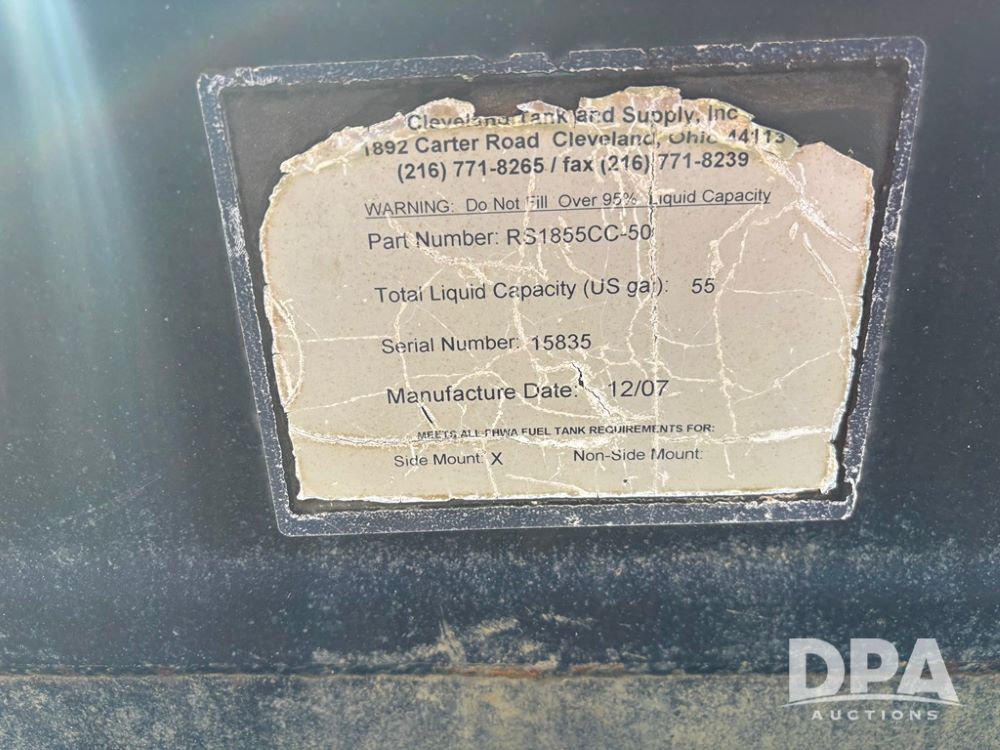 Cleveland Tank and Supply, Inc
1892 Carter Road Cleveland, Ohio 44113
(216) 771-8265 / fax (216) 771-8239
WARNING: Do Not Fill Over 95% Liquid Capacity
Part Number: RS1855CC-50
Total Liquid Capacity (US gal): 55
Serial Number: 15835
Manufacture Date: 12/07
MEETS ALL FHWA FUEL TANK REQUIREMENTS FOR:
Side Mount: X Non-Side Mount:
DPA
AUCTIONS